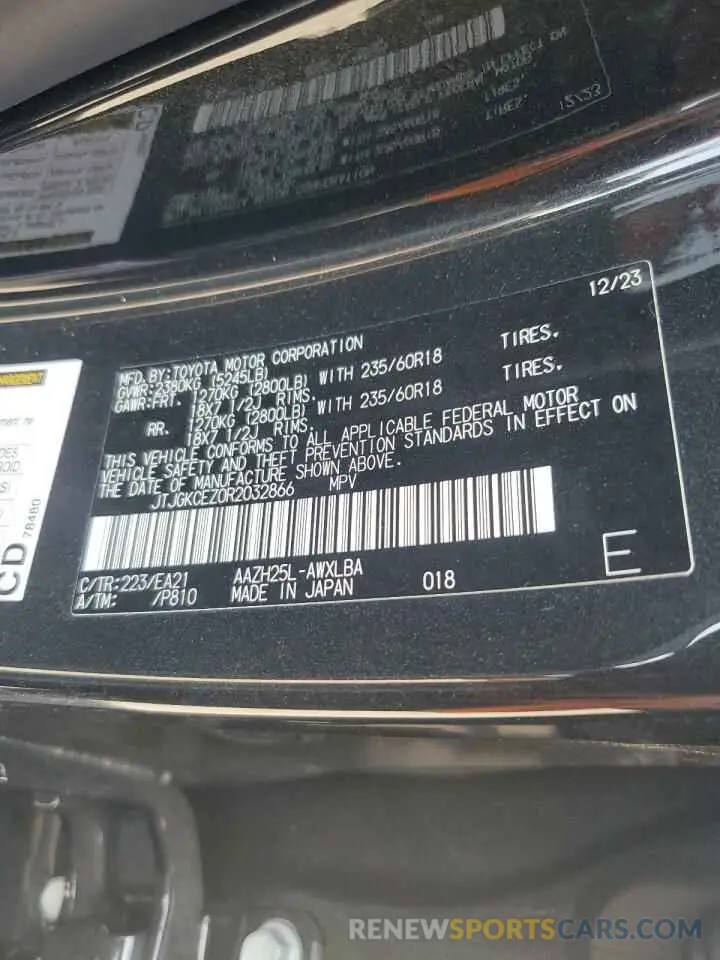 12/23
MFD.BY:TOYOTA MOTOR CORPORATION
GVWR:2380KG (5245LB)
GAWR:FRT. 1270KG (2800LB) WITH 235/60R18 TIRES.
18X7 1/2J RIMS.
RR. 1270KG (2800LB) WITH 235/60R18 TIRES.
18X7 1/2J RIMS.
THIS VEHICLE CONFORMS TO ALL APPLICABLE FEDERAL MOTOR
VEHICLE SAFETY AND THEFT PREVENTION STANDARDS IN EFFECT ON
THE DATE OF MANUFACTURE SHOWN ABOVE.
JTJGKCEZ0R2032866 MPV
C/TR:223/EA21 AAZH25L-AWXLBA
A/TM: /P810 MADE IN JAPAN 018 E
CD 78480
RENEWSPORTSCARS.COM